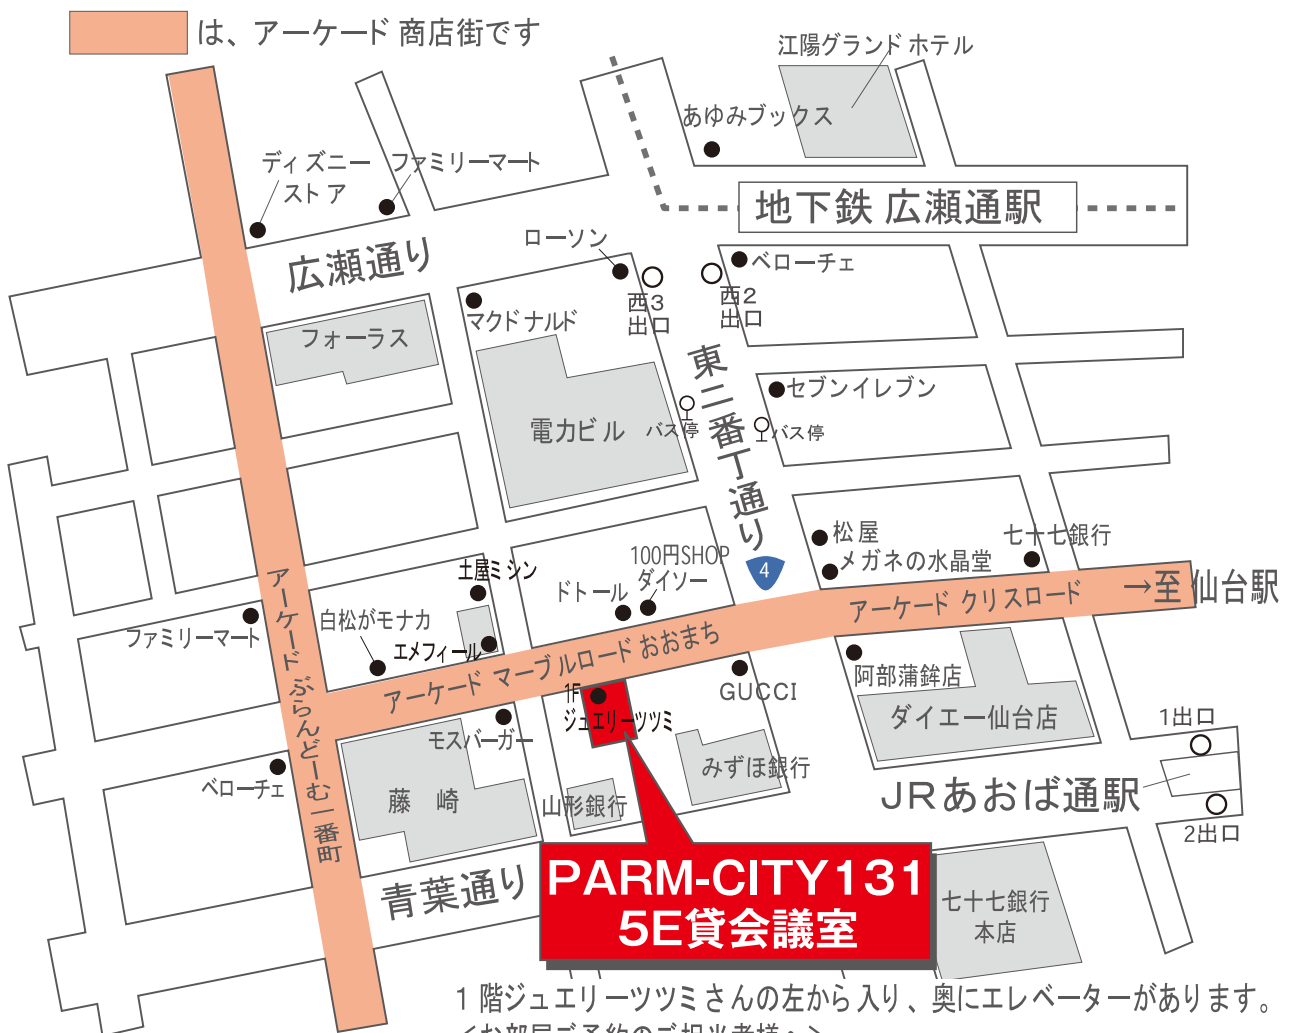 は、アーケード 商店街です
江陽グランド ホテル
あゆみブックス
ディズニー
ストア
ファミリーマート
地下鉄 広瀬通駅
広瀬通り
ローソン
ベローチェ
西3
出口
西2
出口
マクドナルド
フォーラス
東二番丁通り
セブンイレブン
電力ビル
バス停
バス停
松屋
七十七銀行
メガネの水晶堂
100円SHOP
ダイソー
4
土屋ミシン
ドトール
アーケード クリスロード
→至 仙台駅
白松がモナカ
ファミリーマート
エメフィール
アーケード マーブルロード おおまち
アーケード ぶらんどーむ一番町
阿部蒲鉾店
1F
ジュエリーツツミ
GUCCI
ダイエー仙台店
1出口
モスバーガー
みずほ銀行
ベローチェ
藤 崎
山形銀行
JRあおば通駅
2出口
青葉通り
PARM-CITY131
5E貸会議室
七十七銀行
本店
1 階ジュエリーツツミさんの左から入り、奥にエレベーターがあります。
<お部屋ご予約のご担当者様へ>